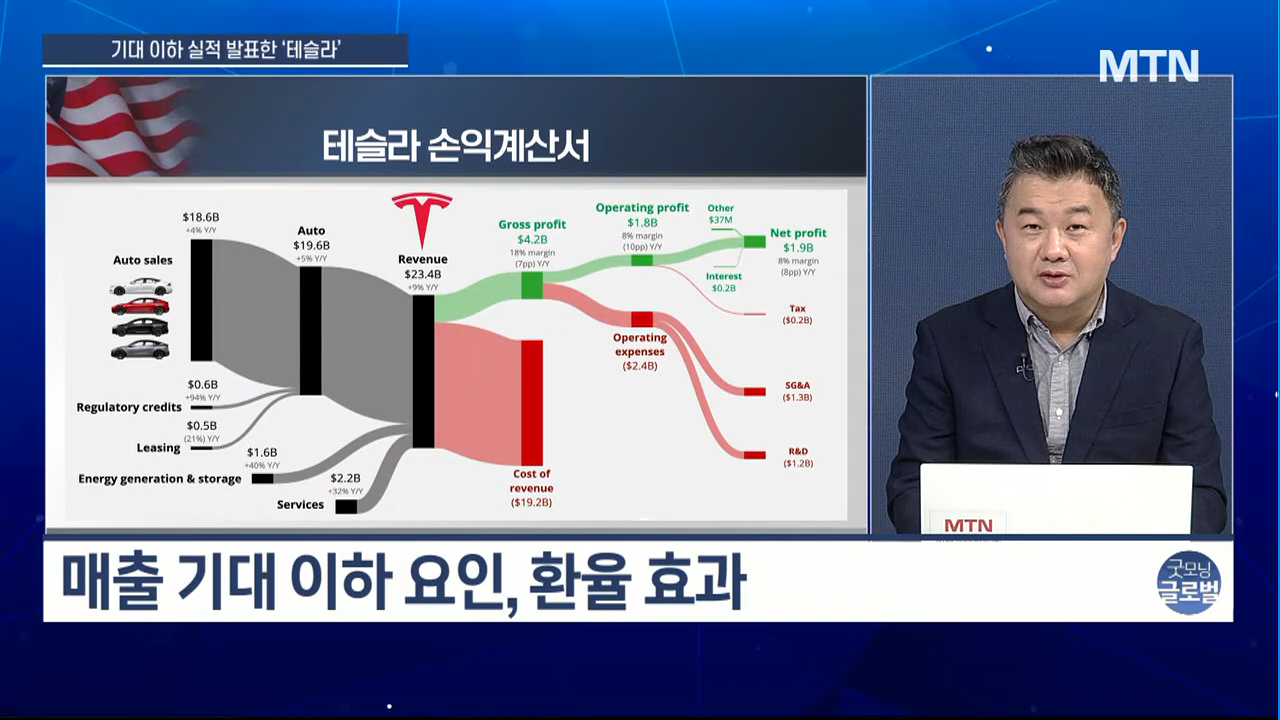 기대 이하 실적 발표한 ‘테슬라’
MTN
테슬라 손익계산서
$18.6B
+4% Y/Y
Auto sales
Auto
$19.6B
+5% Y/Y
Revenue
$23.4B
+9% Y/Y
Gross profit
$4.2B
18% margin
(7pp) Y/Y
Operating profit
$1.8B
8% margin
(10pp) Y/Y
Other
$37M
Net profit
$1.9B
8% margin
(8pp) Y/Y
Interest
$0.2B
Tax
($0.2B)
Operating
expenses
($2.4B)
SG&A
($1.3B)
R&D
($1.2B)
$0.6B
+94% Y/Y
Regulatory credits
$0.5B
(21%) Y/Y
Leasing
$1.6B
+40% Y/Y
Energy generation & storage
$2.2B
+32% Y/Y
Services
Cost of
revenue
($19.2B)
MTN
매출 기대 이하 요인, 환율 효과
굿모닝
글로벌